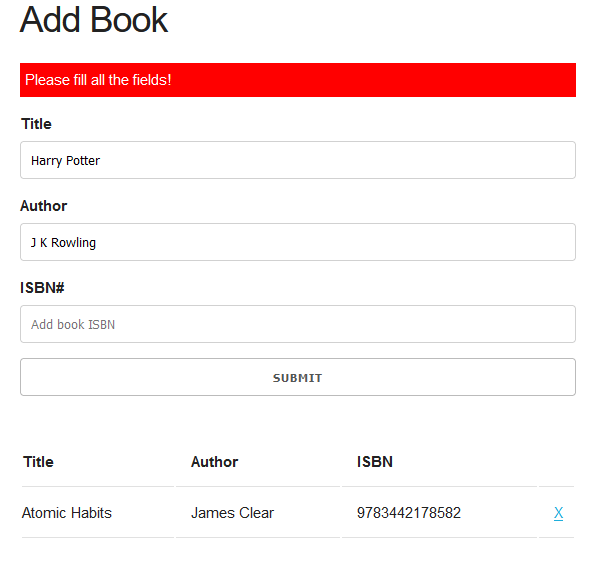 Add Book
Please fill all the fields!
Title
Harry Potter
Author
J K Rowling
ISBN#
Add book ISBN
SUBMIT
Title Author ISBN
Atomic Habits James Clear 9783442178582 X